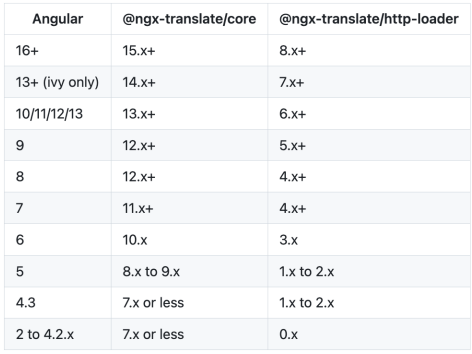 Angular @ngx-translate/core @ngx-translate/http-loader
16+ 15.x+ 8.x+
13+ (ivy only) 14.x+ 7.x+
10/11/12/13 13.x+ 6.x+
9 12.x+ 5.x+
8 12.x+ 4.x+
7 11.x+ 4.x+
6 10.x 3.x
5 8.x to 9.x 1.x to 2.x
4.3 7.x or less 1.x to 2.x
2 to 4.2.x 7.x or less 0.x